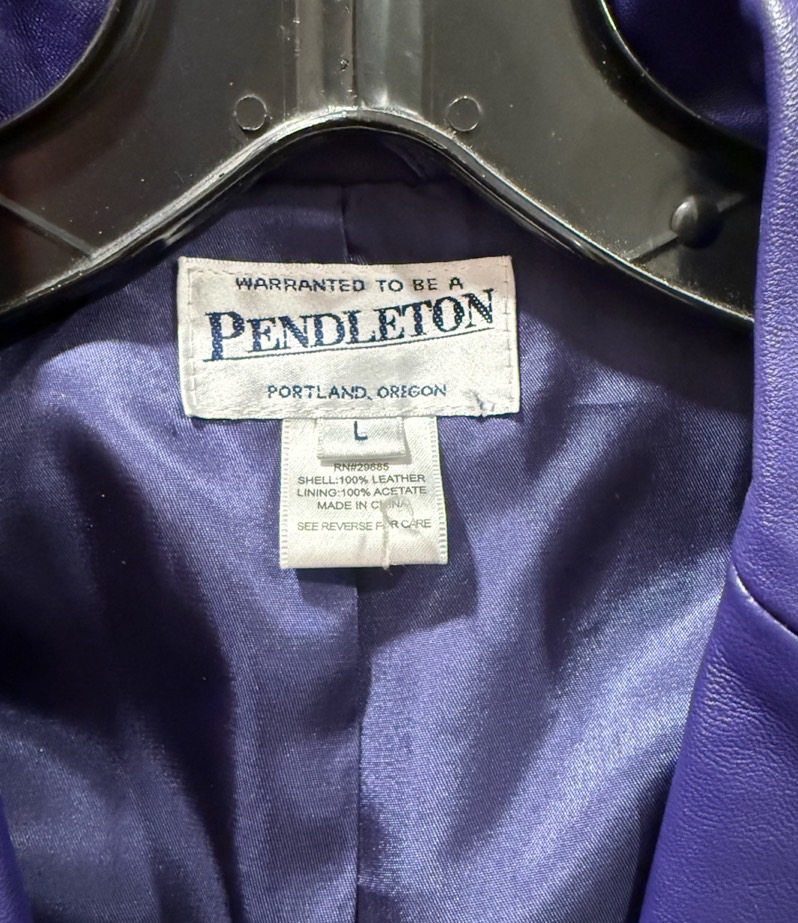 WARRANTED TO BE A
PENDLETON
PORTLAND, OREGON
L
RN#29685
SHELL:100% LEATHER
LINING:100% ACETATE
MADE IN CHINA
SEE REVERSE FOR CARE